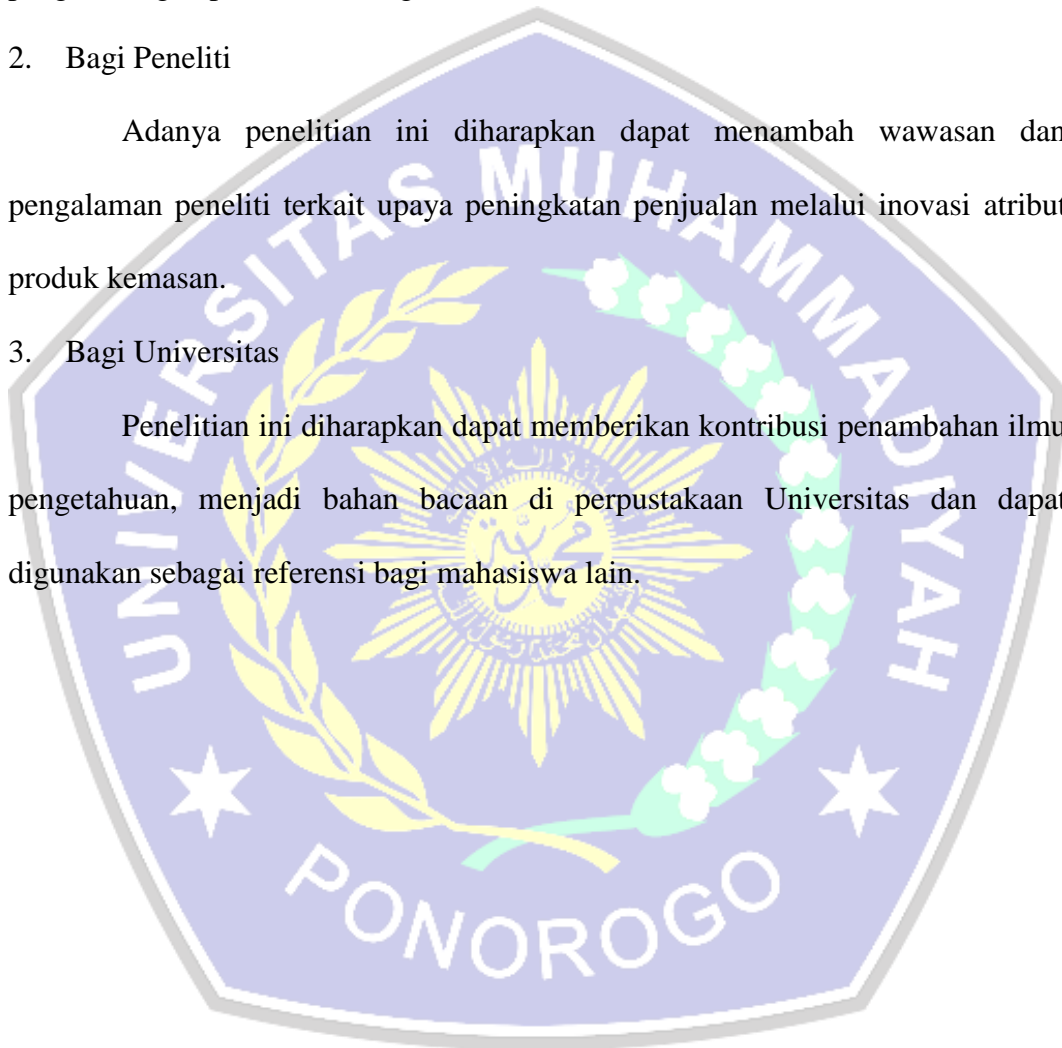 2. Bagi Peneliti
Adanya penelitian ini diharapkan dapat menambah wawasan dan
pengalaman peneliti terkait upaya peningkatan penjualan melalui inovasi atribut
produk kemasan.
3. Bagi Universitas
Penelitian ini diharapkan dapat memberikan kontribusi penambahan ilmu
pengetahuan, menjadi bahan bacaan di perpustakaan Universitas dan dapat
digunakan sebagai referensi bagi mahasiswa lain.
UNIVERSITAS MUHAMMADIYAH
PONOROGO